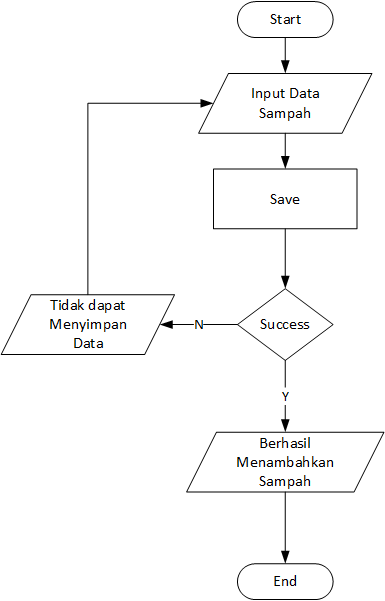 Start
Input Data
Sampah
Save
Success
N
Tidak dapat
Menyimpan
Data
Y
Berhasil
Menambahkan
Sampah
End